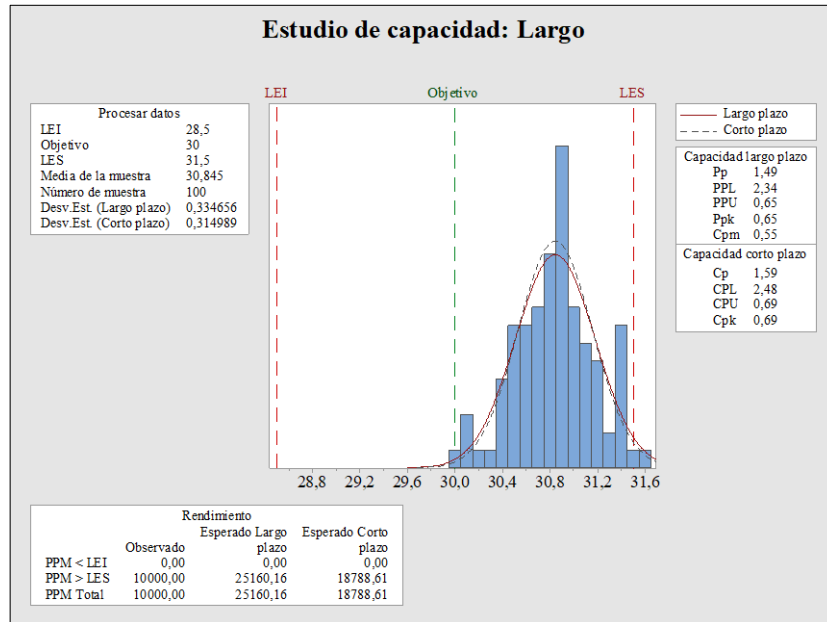 Estudio de capacidad: Largo
LEI Objetivo LES
Procesar datos
LEI 28,5
Objetivo 30
LES 31,5
Media de la muestra 30,845
Número de muestra 100
Desv.Est. (Largo plazo) 0,334656
Desv.Est. (Corto plazo) 0,314989
Largo plazo
Corto plazo
Capacidad largo plazo
Pp 1,49
PPL 2,34
PPU 0,65
Ppk 0,65
Cpm 0,55
Capacidad corto plazo
Cp 1,59
CPL 2,48
CPU 0,69
Cpk 0,69
28,8 29,2 29,6 30,0 30,4 30,8 31,2 31,6
Rendimiento
Esperado Largo Esperado Corto
Observado plazo plazo
PPM < LEI 0,00 0,00 0,00
PPM > LES 10000,00 25160,16 18788,61
PPM Total 10000,00 25160,16 18788,61